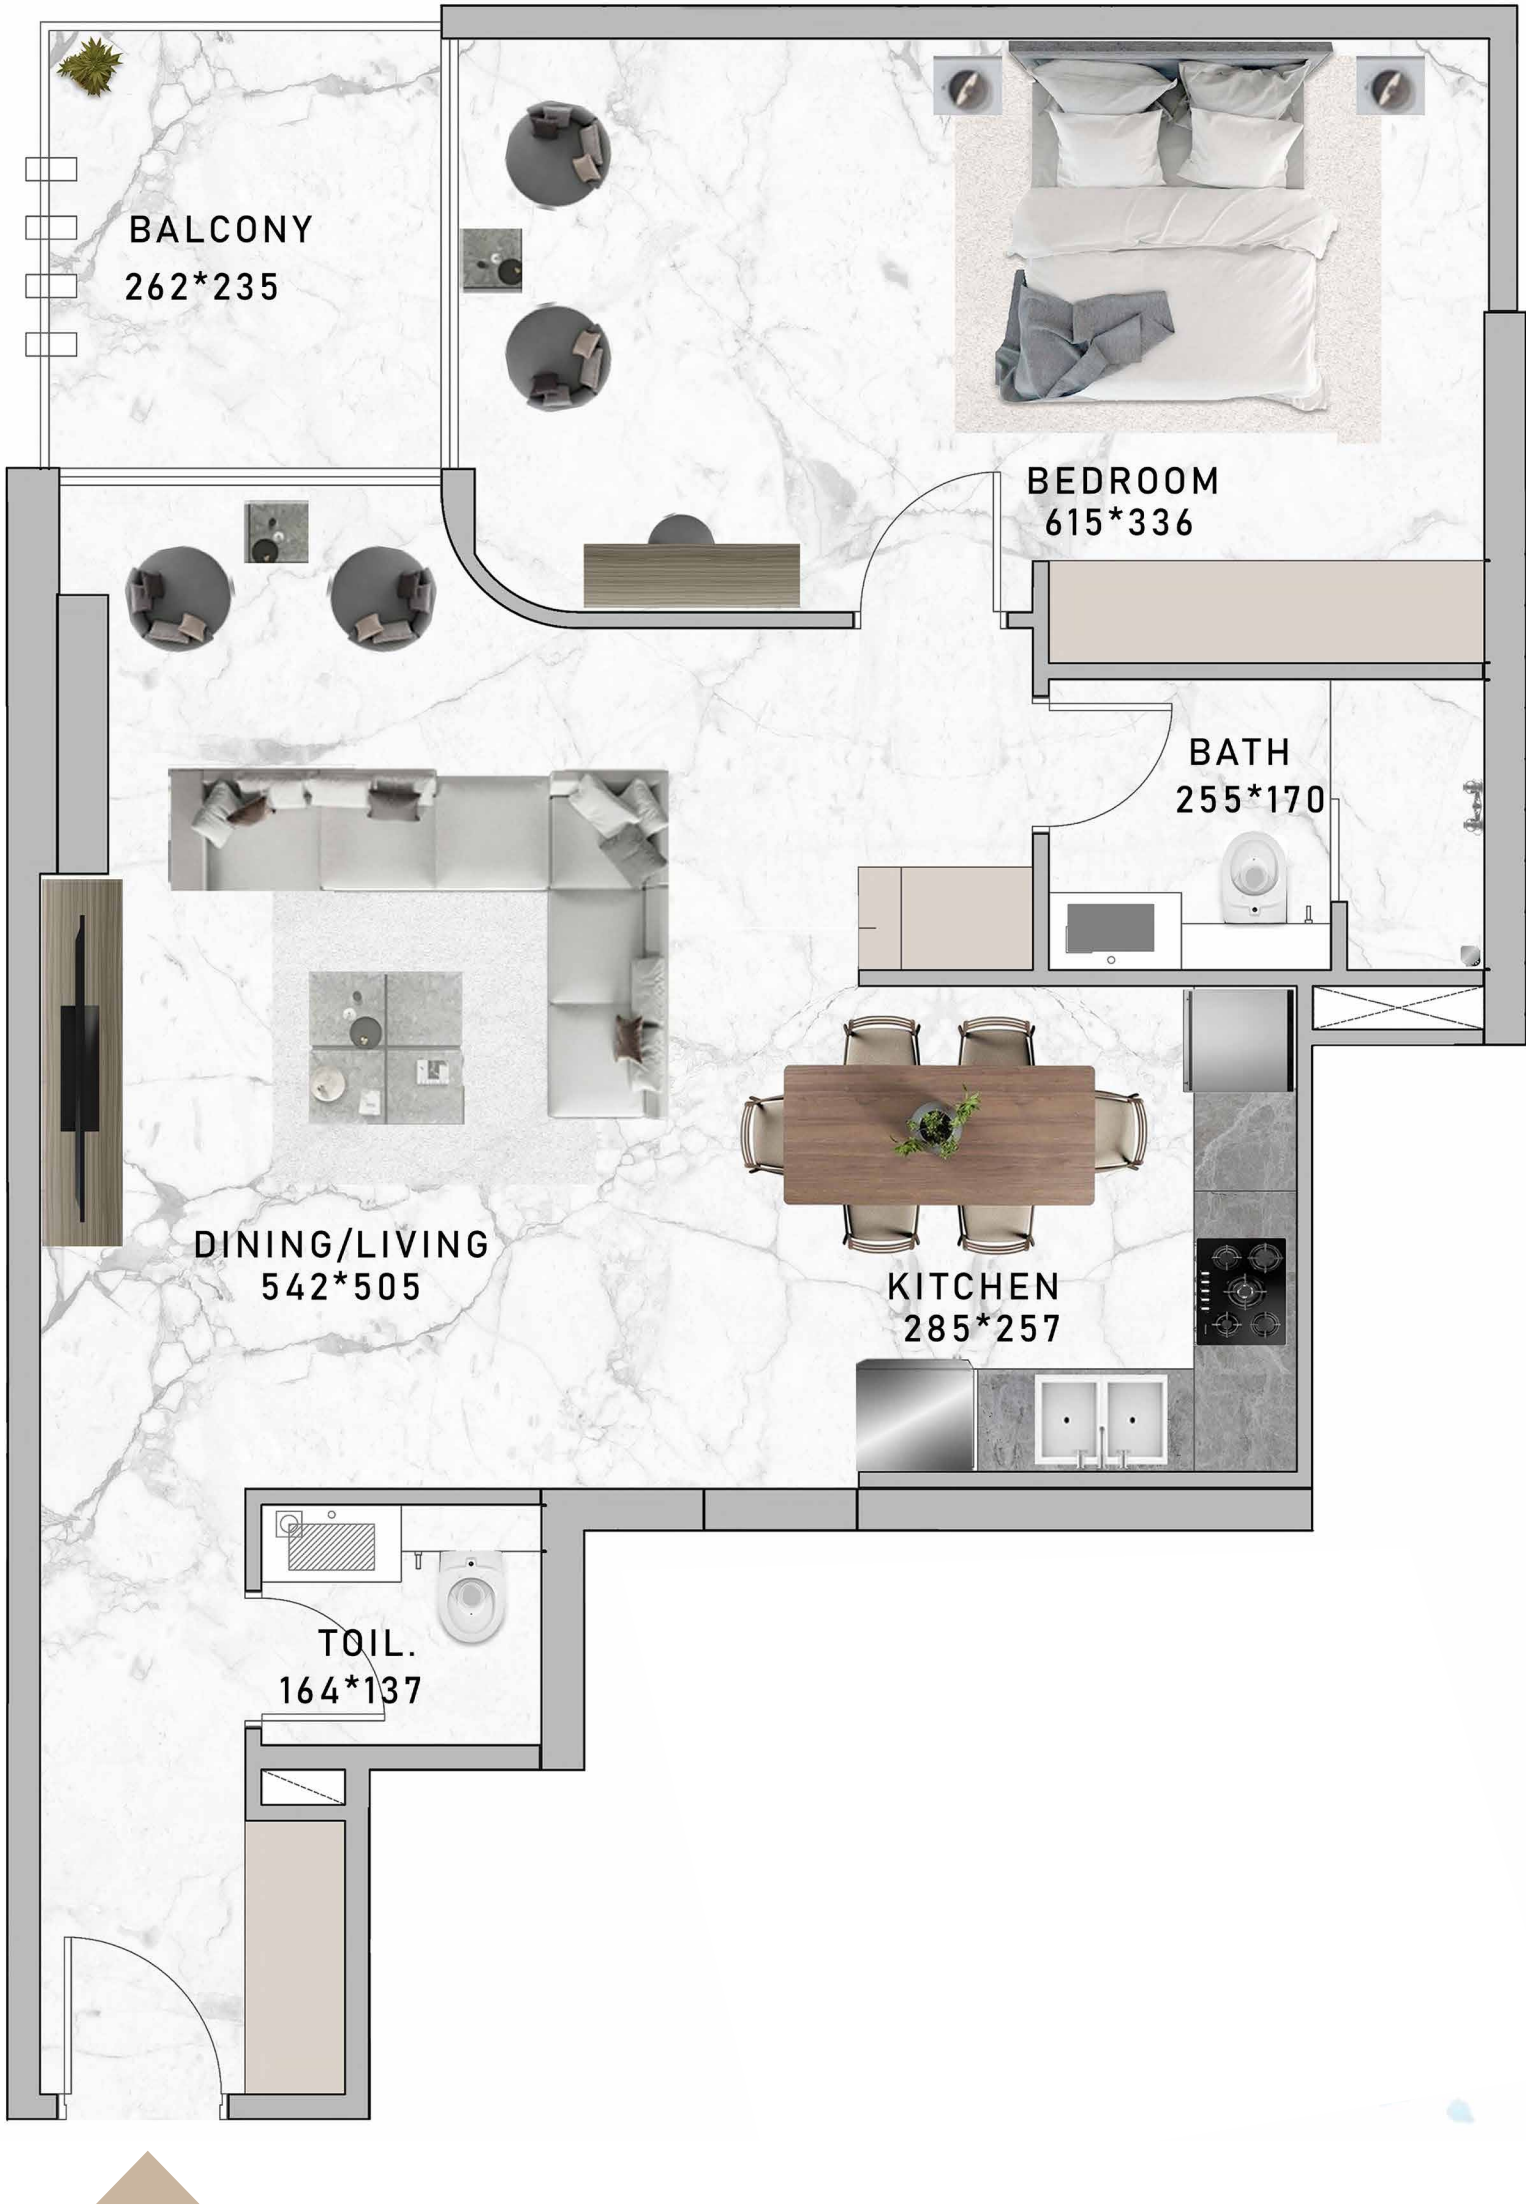 BALCONY
262*235
BEDROOM
615*336
BATH
255*170
DINING/LIVING
542*505
KITCHEN
285*257
TOIL.
164*137